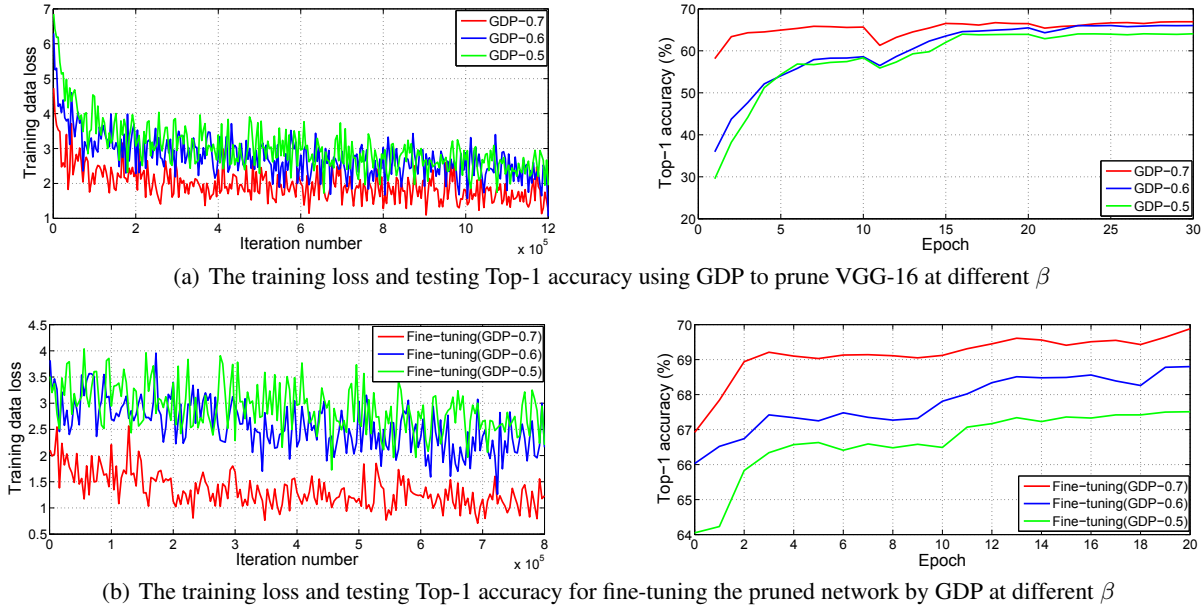 7
6
5
4
3
2
1
0 2 4 6 8 10 12
x 10^5
Training data loss
Iteration number
GDP−0.7
GDP−0.6
GDP−0.5
70
60
50
40
30
20
0 5 10 15 20 25 30
Top−1 accuracy (%)
Epoch
GDP−0.7
GDP−0.6
GDP−0.5
(a) The training loss and testing Top-1 accuracy using GDP to prune VGG-16 at different β
4.5
4
3.5
3
2.5
2
1.5
1
0.5
0 1 2 3 4 5 6 7 8
x 10^5
Training data loss
Iteration number
Fine−tuning(GDP−0.7)
Fine−tuning(GDP−0.6)
Fine−tuning(GDP−0.5)
70
69
68
67
66
65
64
0 2 4 6 8 10 12 14 16 18 20
Top−1 accuracy (%)
Epoch
Fine−tuning(GDP−0.7)
Fine−tuning(GDP−0.6)
Fine−tuning(GDP−0.5)
(b) The training loss and testing Top-1 accuracy for fine-tuning the pruned network by GDP at different β